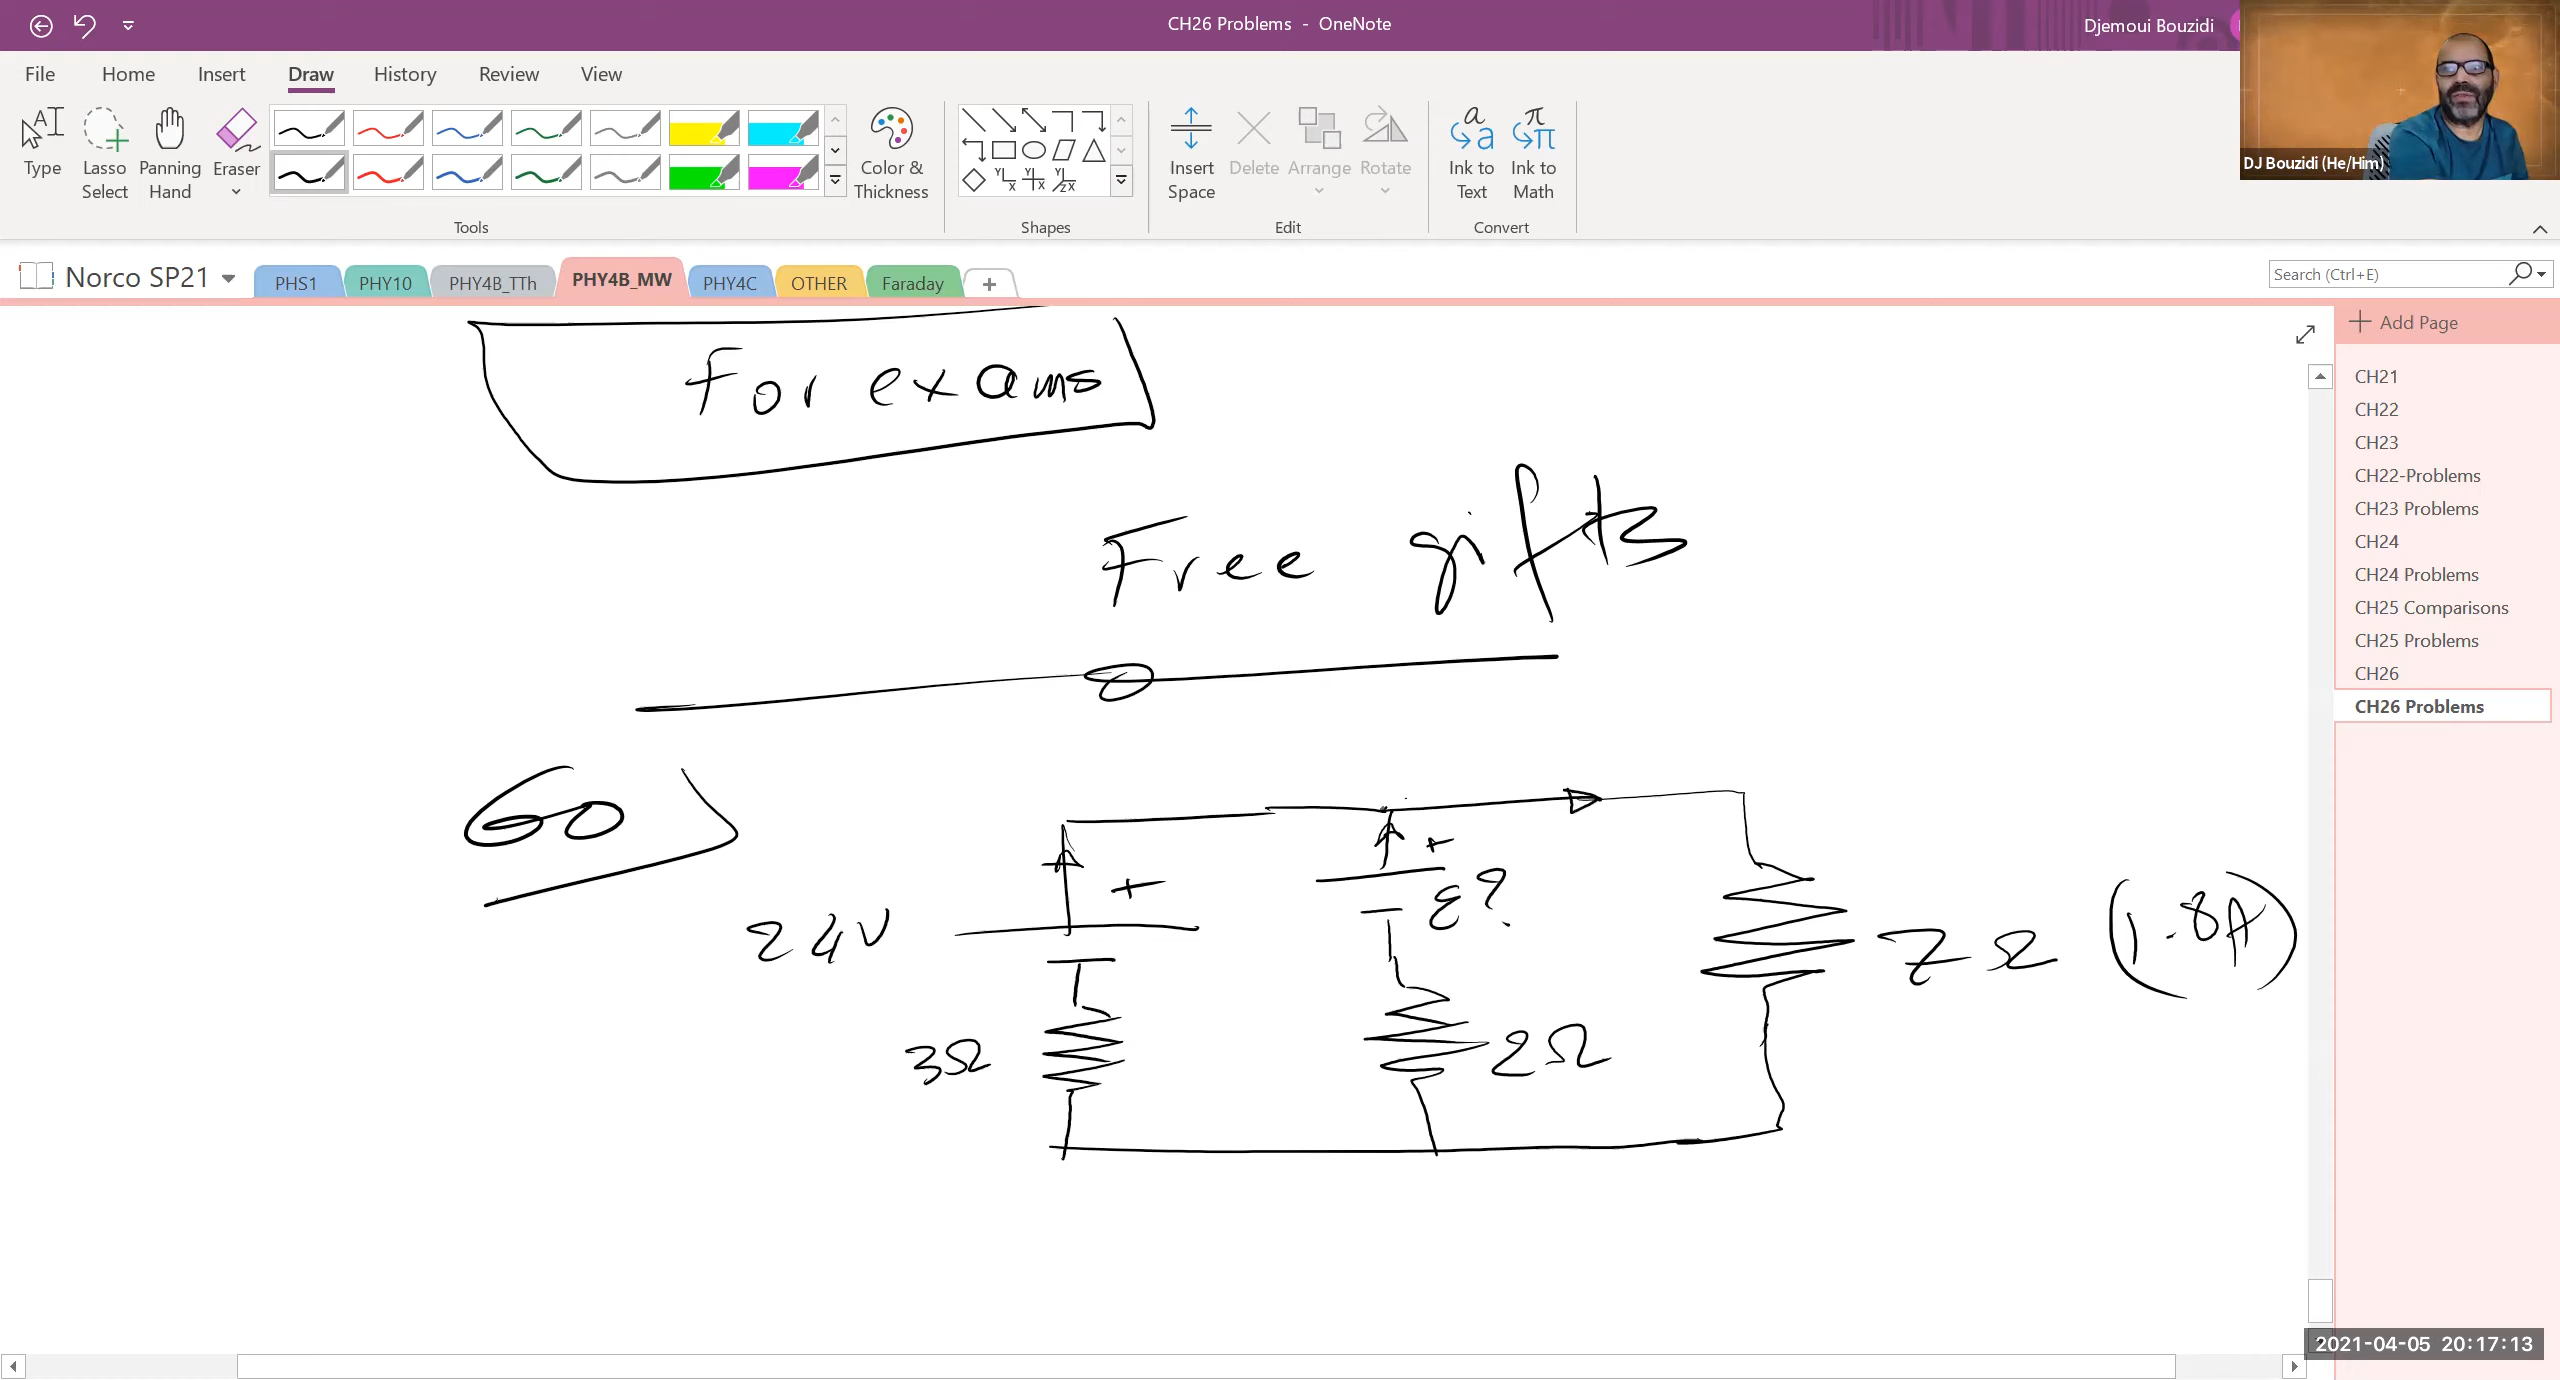 CH26 Problems - OneNote
Djemoui Bouzidi
File Home Insert Draw History Review View
Type
Lasso Select
Panning Hand
Eraser
Color & Thickness
Insert Space
Delete
Arrange
Rotate
Ink to Text
Ink to Math
Tools
Shapes
Edit
Convert
DJ Bouzidi (He/Him)
Norco SP21
PHS1 PHY10 PHY4B_TTh PHY4B_MW PHY4C OTHER Faraday
Search (Ctrl+E)
Add Page
CH21
CH22
CH23
CH22-Problems
CH23 Problems
CH24
CH24 Problems
CH25 Comparisons
CH25 Problems
CH26
CH26 Problems
For exams
Free gifts
60)
24V
+
+
ε?
7Ω (1.8A)
3Ω
2Ω
2021-04-05 20:17:13